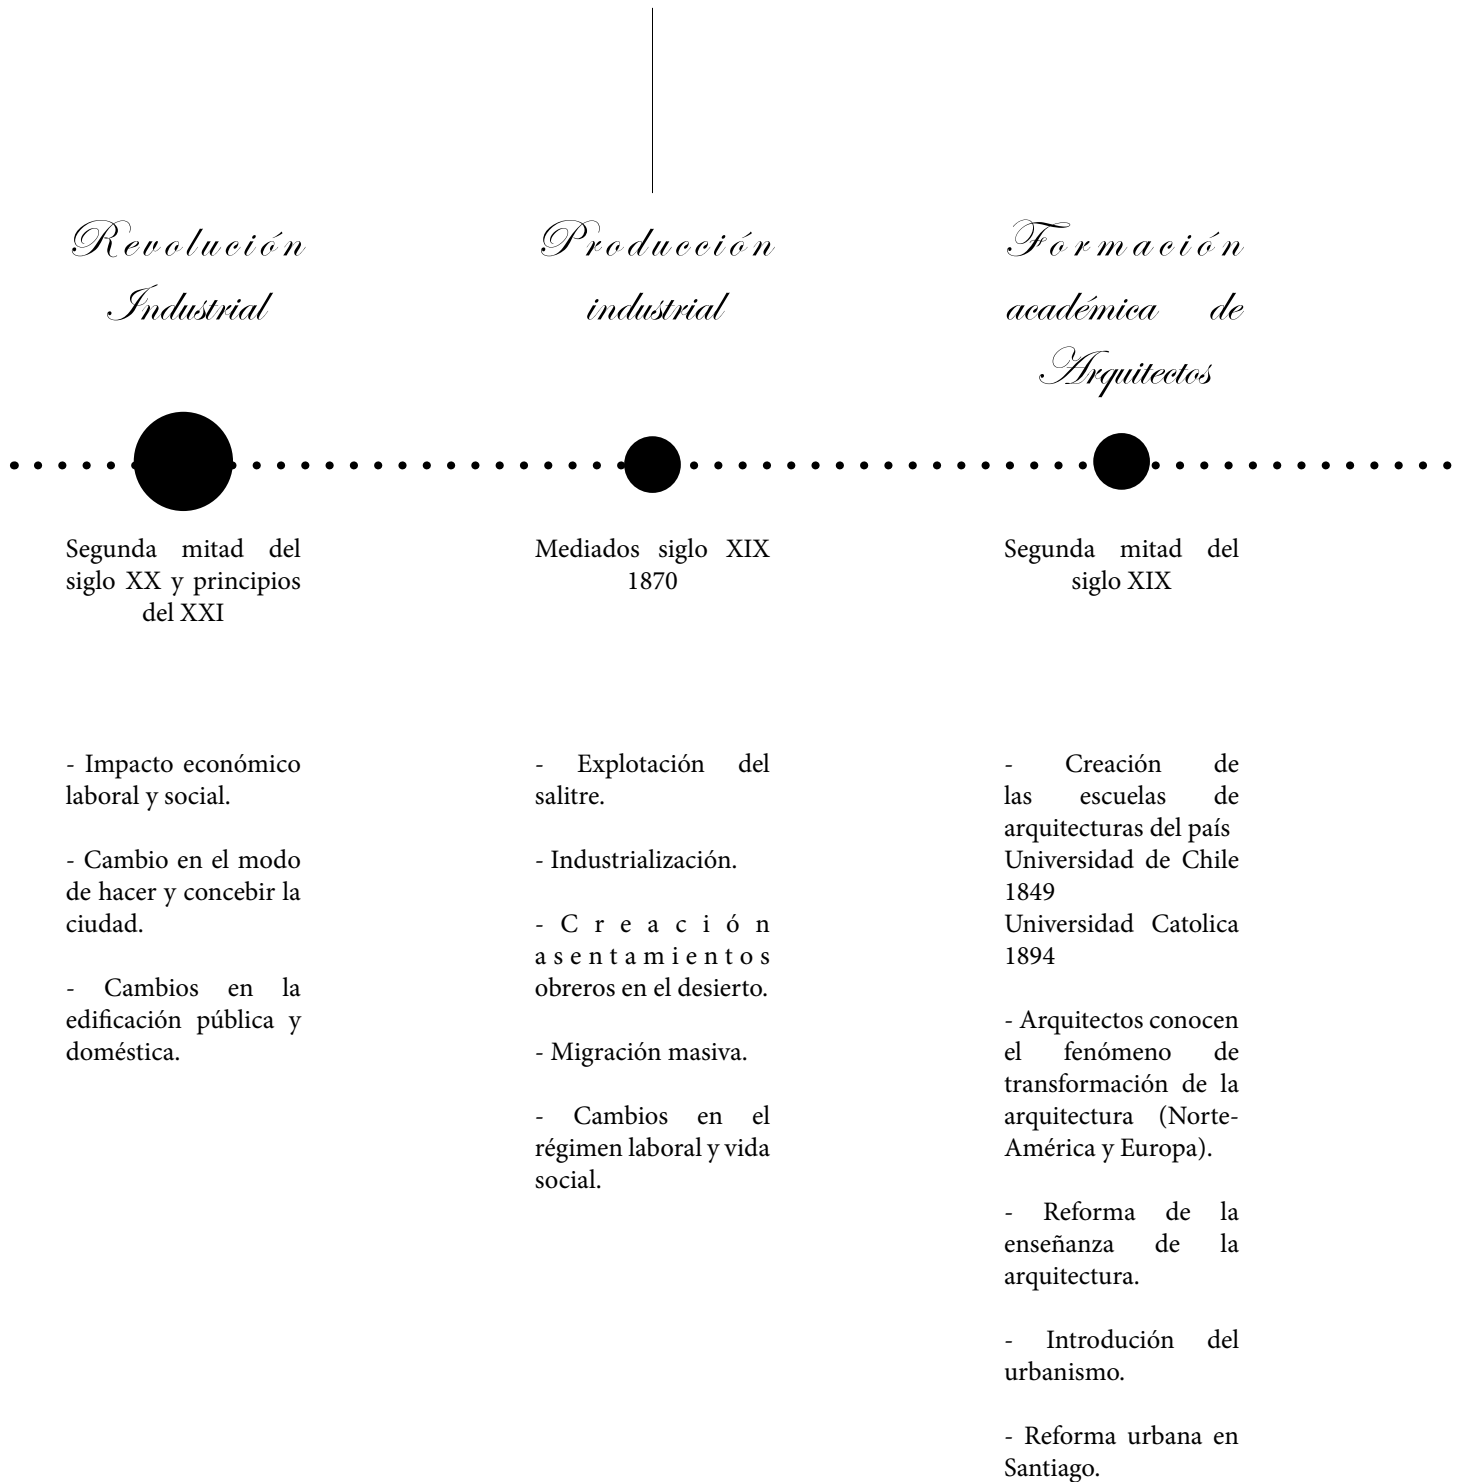 Revolución
Industrial
Segunda mitad del
siglo XX y principios
del XXI
- Impacto económico
laboral y social.
- Cambio en el modo
de hacer y concebir la
ciudad.
- Cambios en la
edificación pública y
doméstica.
Producción
industrial
Mediados siglo XIX
1870
- Explotación del
salitre.
- Industrialización.
- Creación
asentamientos
obreros en el desierto.
- Migración masiva.
- Cambios en el
régimen laboral y vida
social.
Formación
académica de
Arquitectos
Segunda mitad del
siglo XIX
- Creación de
las escuelas de
arquitecturas del país
Universidad de Chile
1849
Universidad Catolica
1894
- Arquitectos conocen
el fenómeno de
transformación de la
arquitectura (Norte-
América y Europa).
- Reforma de la
enseñanza de la
arquitectura.
- Introdución del
urbanismo.
- Reforma urbana en
Santiago.